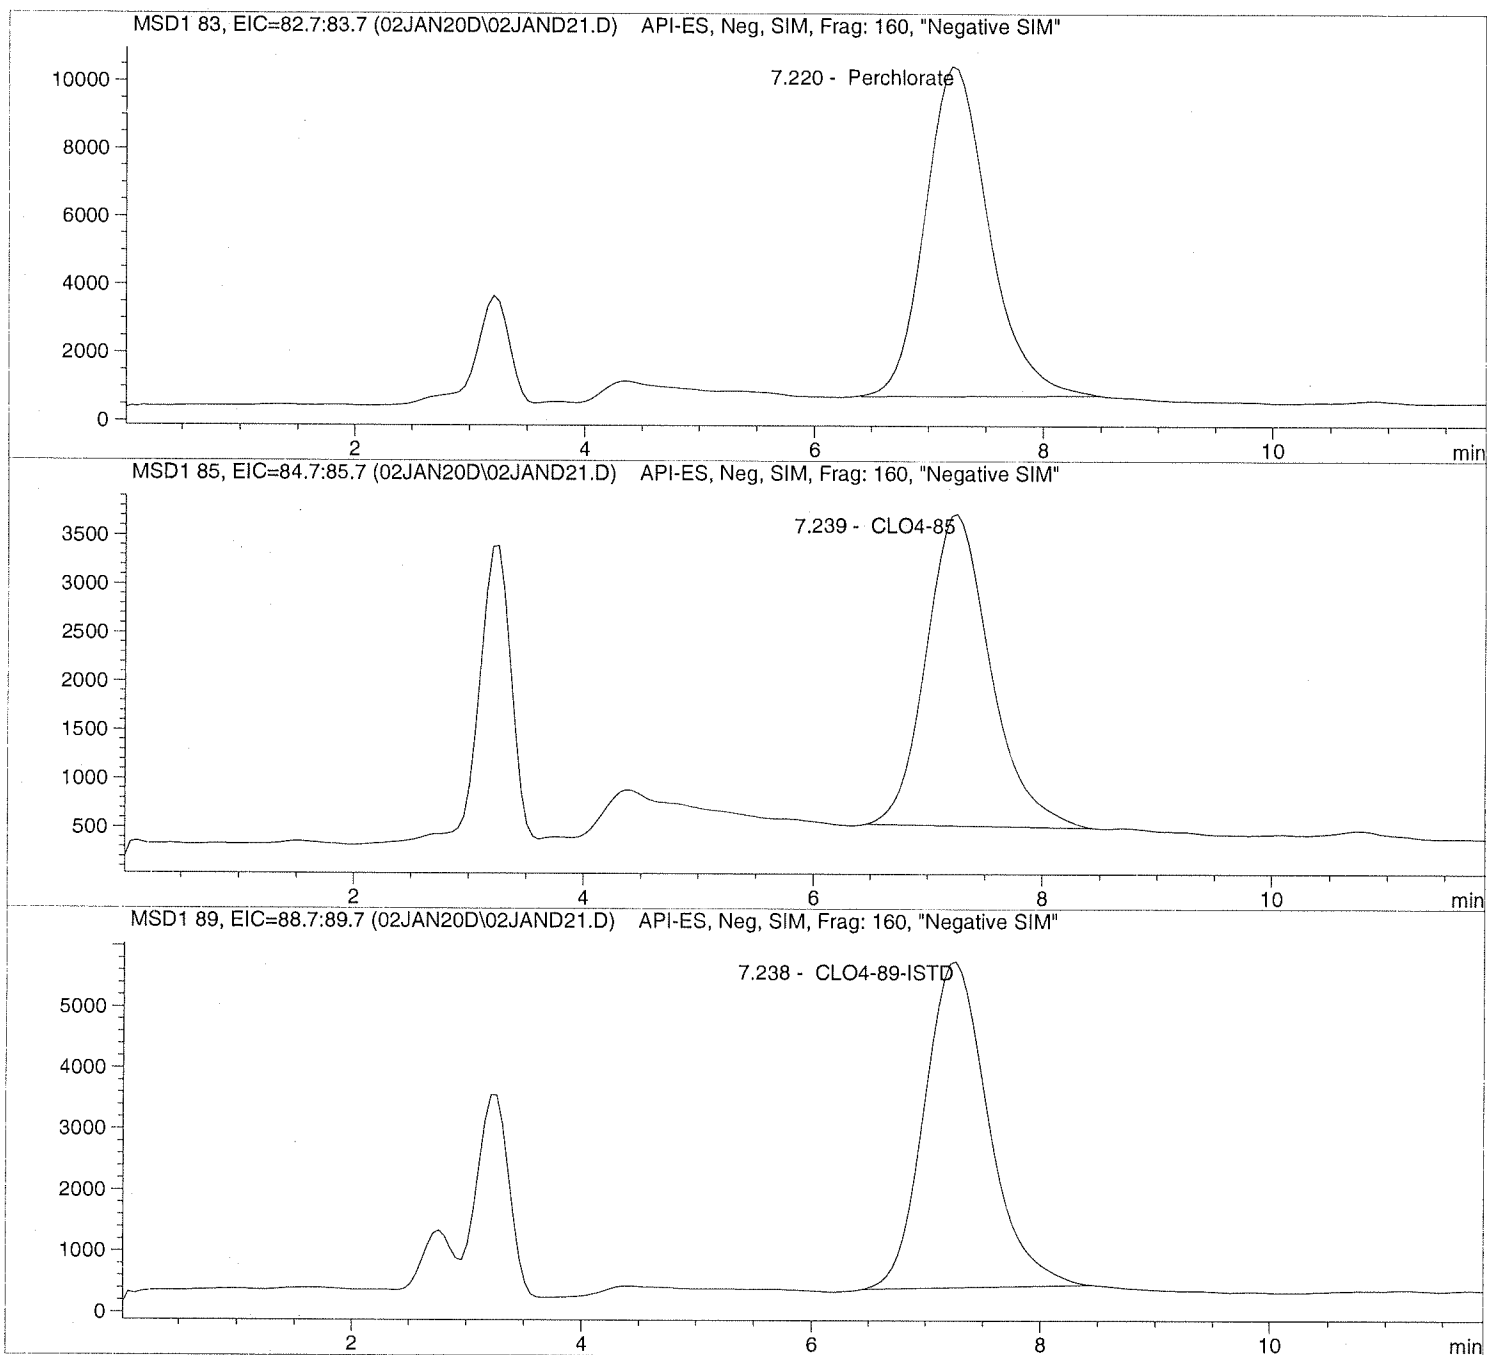 MSD1 83, EIC=82.7:83.7 (02JAN20D\02JAND21.D) API-ES, Neg, SIM, Frag: 160, "Negative SIM"
7.220 - Perchlorate
10000
8000
6000
4000
2000
0
2 4 6 8 10 min
MSD1 85, EIC=84.7:85.7 (02JAN20D\02JAND21.D) API-ES, Neg, SIM, Frag: 160, "Negative SIM"
7.239 - CLO4-85
3500
3000
2500
2000
1500
1000
500
2 4 6 8 10 min
MSD1 89, EIC=88.7:89.7 (02JAN20D\02JAND21.D) API-ES, Neg, SIM, Frag: 160, "Negative SIM"
7.238 - CLO4-89-ISTD
5000
4000
3000
2000
1000
0
2 4 6 8 10 min